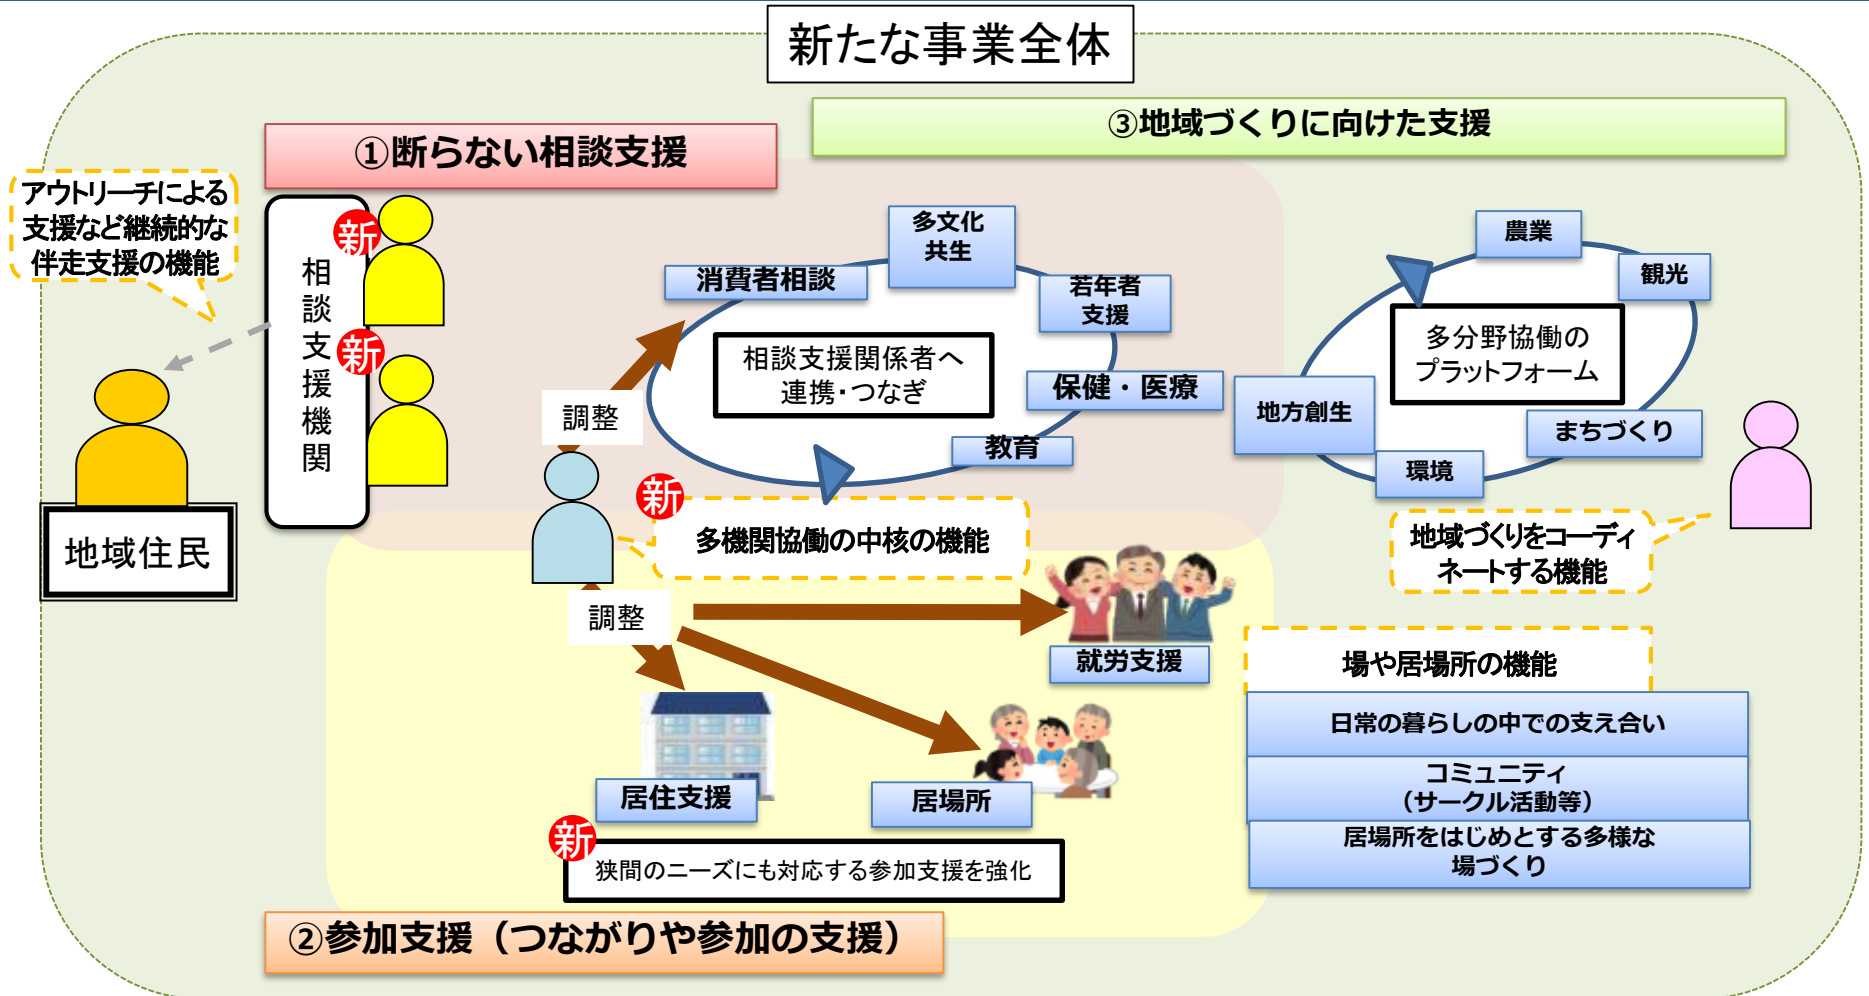 新たな事業全体
①断らない相談支援
③地域づくりに向けた支援
アウトリーチによる
支援など継続的な
伴走支援の機能
相談支援機関
新
新
地域住民
多文化
共生
消費者相談
若年者
支援
相談支援関係者へ
連携・つなぎ
保健・医療
教育
調整
新
多機関協働の中核の機能
農業
観光
多分野協働の
プラットフォーム
地方創生
まちづくり
環境
地域づくりをコーディ
ネートする機能
調整
就労支援
居住支援
居場所
新
狭間のニーズにも対応する参加支援を強化
場や居場所の機能
日常の暮らしの中での支え合い
コミュニティ
（サークル活動等）
居場所をはじめとする多様な
場づくり
②参加支援（つながりや参加の支援）